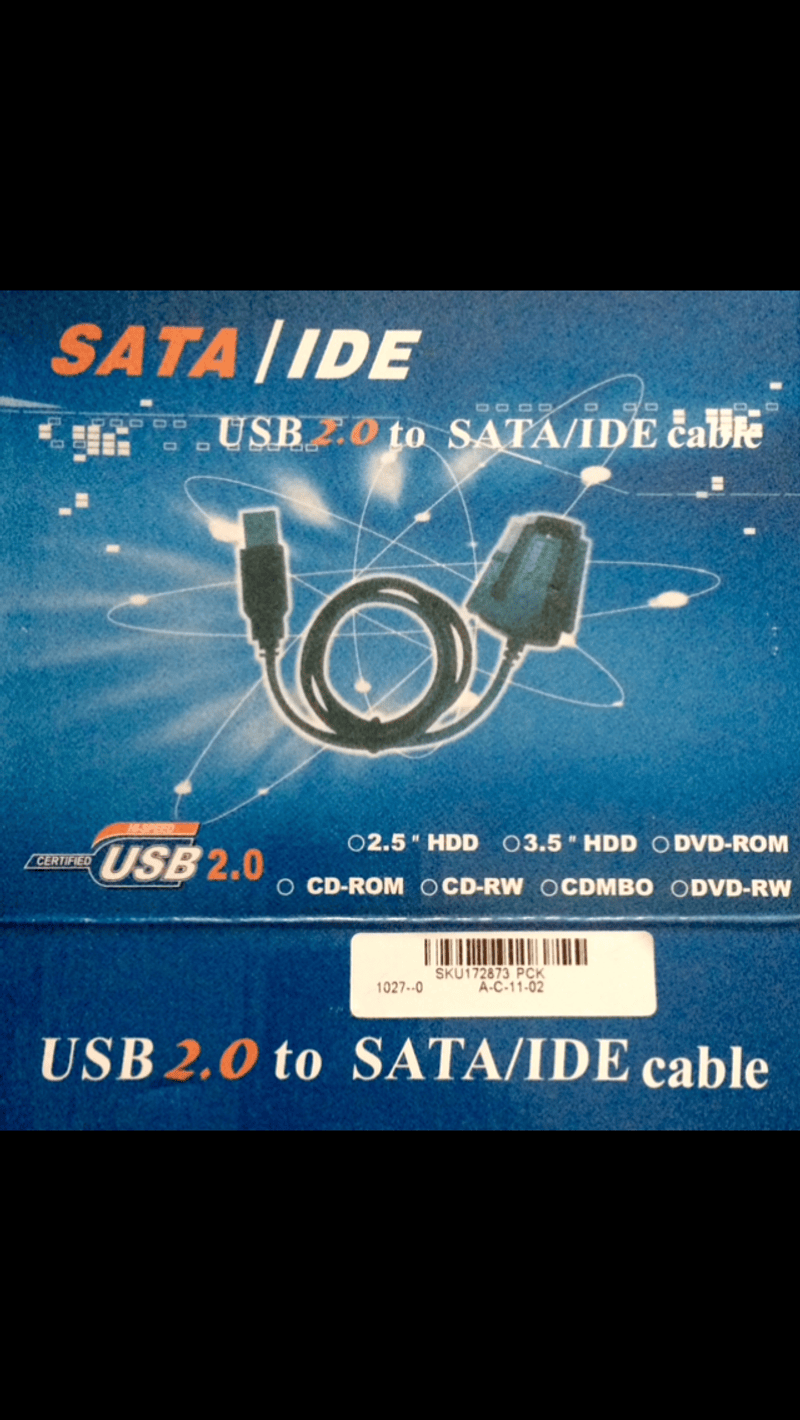 SATA/IDE
USB 2.0 to SATA/IDE cable
HI-SPEED
CERTIFIED USB 2.0
○2.5" HDD ○3.5" HDD ○DVD-ROM
○ CD-ROM ○CD-RW ○CDMBO ○DVD-RW
SKU172873 PCK
1027--0 A-C-11-02
USB 2.0 to SATA/IDE cable